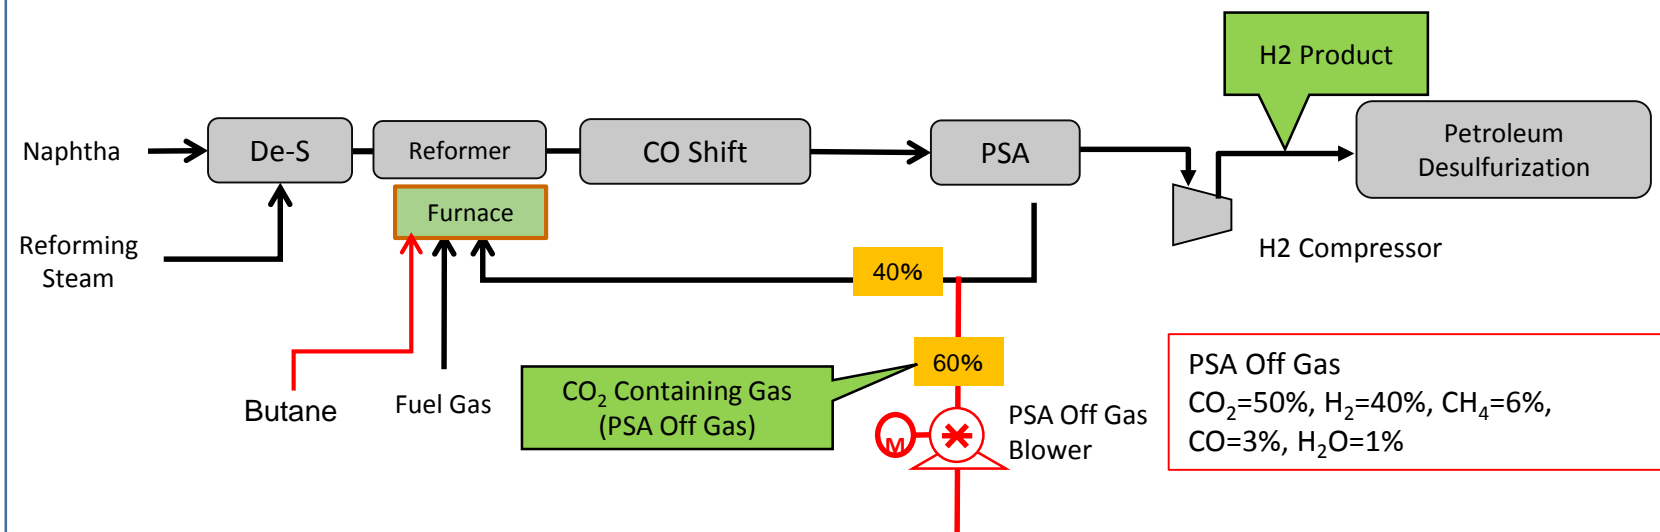 H2 Product
Naphtha
De-S
Reformer
CO Shift
PSA
Petroleum
Desulfurization
Furnace
Reforming
Steam
H2 Compressor
40%
60%
Butane
Fuel Gas
CO₂ Containing Gas
(PSA Off Gas)
M
PSA Off Gas
Blower
PSA Off Gas
CO₂=50%, H₂=40%, CH₄=6%,
CO=3%, H₂O=1%